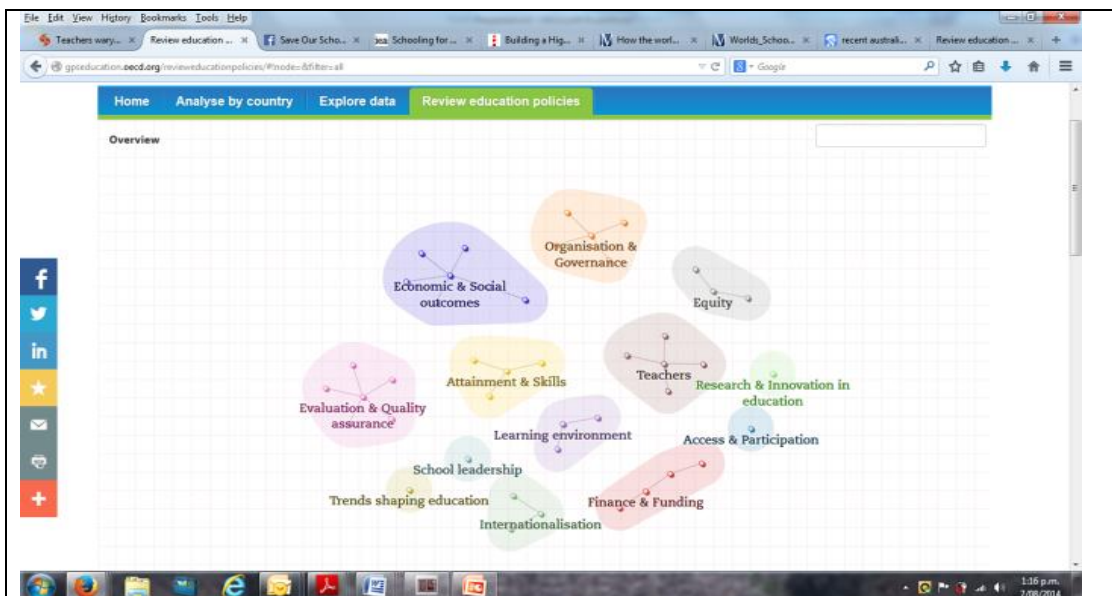 File Edit View History Bookmarks Tools Help
Teachers wary... Review education ... Save Our Scho... Schooling for ... Building a Hig... How the worl... Worlds_Schoo... recent australi... Review education ...
gpseducation.oecd.org/revieweducationpolicies/#!node=&filter=all Google
Home Analyse by country Explore data Review education policies
Overview
Organisation &
Governance
Economic & Social
outcomes
Equity
Teachers
Attainment & Skills
Research & Innovation in
education
Evaluation & Quality
assurance
Learning environment
Access & Participation
School leadership
Trends shaping education
Finance & Funding
Internationalisation
1:16 p.m.
2/08/2014